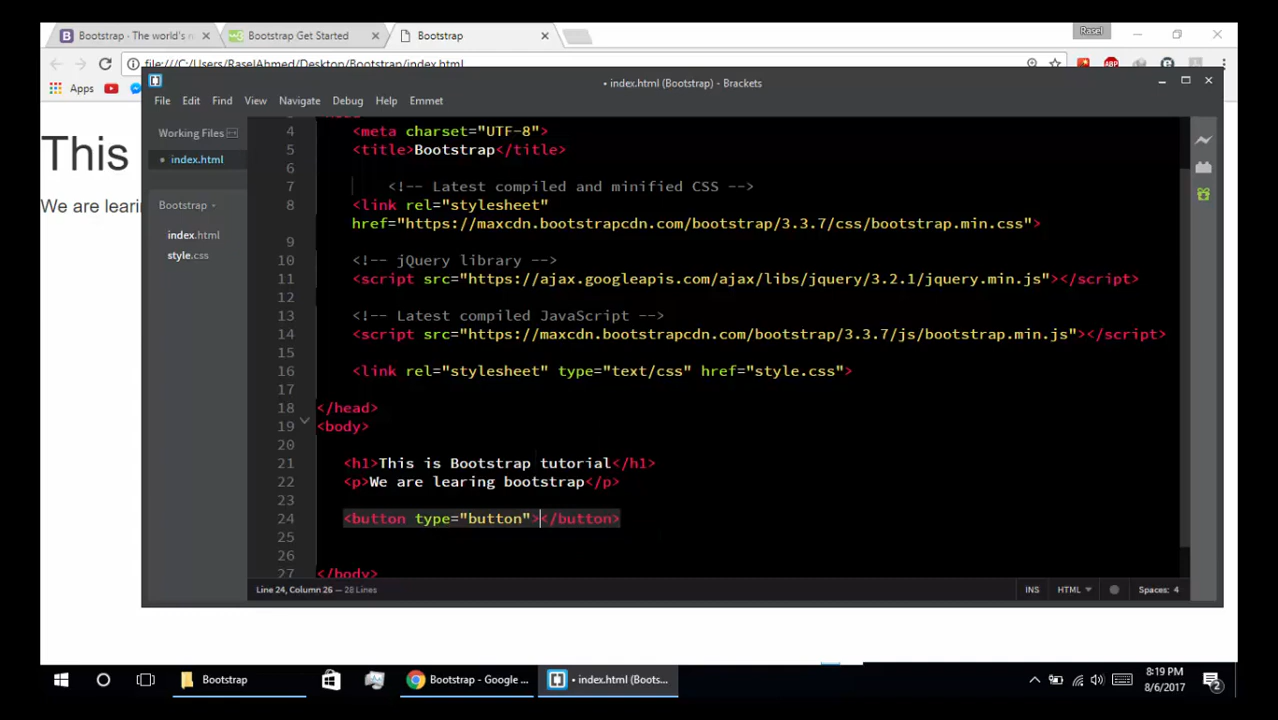 Bootstrap · The world's n
Bootstrap Get Started
Bootstrap
Rasel
file:///C:/Users/RaselAhmed/Desktop/Bootstrap/index.html
Apps
• index.html (Bootstrap) - Brackets
File Edit Find View Navigate Debug Help Emmet
This
We are learin
Working Files
• index.html
Bootstrap
index.html
style.css
4 <meta charset="UTF-8">
5 <title>Bootstrap</title>
6
7 <!-- Latest compiled and minified CSS -->
8 <link rel="stylesheet"
href="https://maxcdn.bootstrapcdn.com/bootstrap/3.3.7/css/bootstrap.min.css">
9
10 <!-- jQuery library -->
11 <script src="https://ajax.googleapis.com/ajax/libs/jquery/3.2.1/jquery.min.js"></script>
12
13 <!-- Latest compiled JavaScript -->
14 <script src="https://maxcdn.bootstrapcdn.com/bootstrap/3.3.7/js/bootstrap.min.js"></script>
15
16 <link rel="stylesheet" type="text/css" href="style.css">
17
18 </head>
19 <body>
20
21 <h1>This is Bootstrap tutorial</h1>
22 <p>We are learing bootstrap</p>
23
24 <button type="button"></button>
25
26
27 </body>
Line 24, Column 26 — 28 Lines
INS HTML Spaces: 4
Bootstrap
Bootstrap - Google ...
• index.html (Boots...
8:19 PM
8/6/2017
2